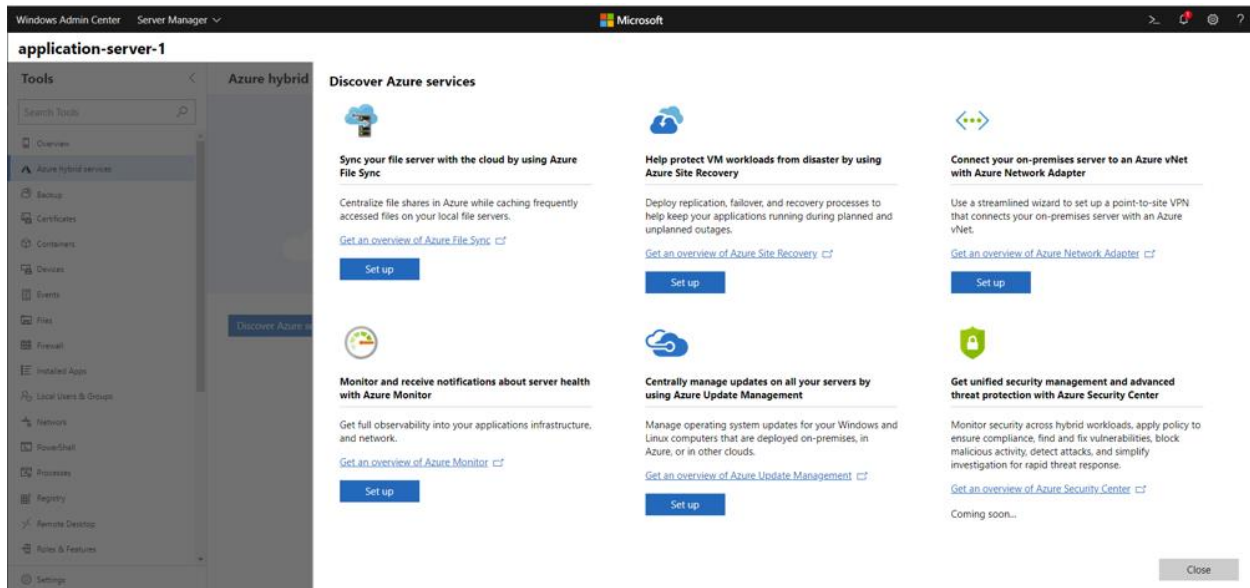 Windows Admin Center Server Manager
Microsoft
>_ 1 ?
application-server-1
Tools
Azure hybrid
Search Tools
Overview
Azure hybrid services
Backup
Certificates
Containers
Devices
Events
Files
Firewall
Installed Apps
Local Users & Groups
Network
PowerShell
Processes
Registry
Remote Desktop
Roles & Features
Settings
Discover Azure se
Discover Azure services
Sync your file server with the cloud by using Azure
File Sync
Centralize file shares in Azure while caching frequently
accessed files on your local file servers.
Get an overview of Azure File Sync
Set up
Help protect VM workloads from disaster by using
Azure Site Recovery
Deploy replication, failover, and recovery processes to
help keep your applications running during planned and
unplanned outages.
Get an overview of Azure Site Recovery
Set up
Connect your on-premises server to an Azure vNet
with Azure Network Adapter
Use a streamlined wizard to set up a point-to-site VPN
that connects your on-premises server with an Azure
vNet.
Get an overview of Azure Network Adapter
Set up
Monitor and receive notifications about server health
with Azure Monitor
Get full observability into your applications infrastructure,
and network.
Get an overview of Azure Monitor
Set up
Centrally manage updates on all your servers by
using Azure Update Management
Manage operating system updates for your Windows and
Linux computers that are deployed on-premises, in
Azure, or in other clouds.
Get an overview of Azure Update Management
Set up
Get unified security management and advanced
threat protection with Azure Security Center
Monitor security across hybrid workloads, apply policy to
ensure compliance, find and fix vulnerabilities, block
malicious activity, detect attacks, and simplify
investigation for rapid threat response.
Get an overview of Azure Security Center
Coming soon...
Close